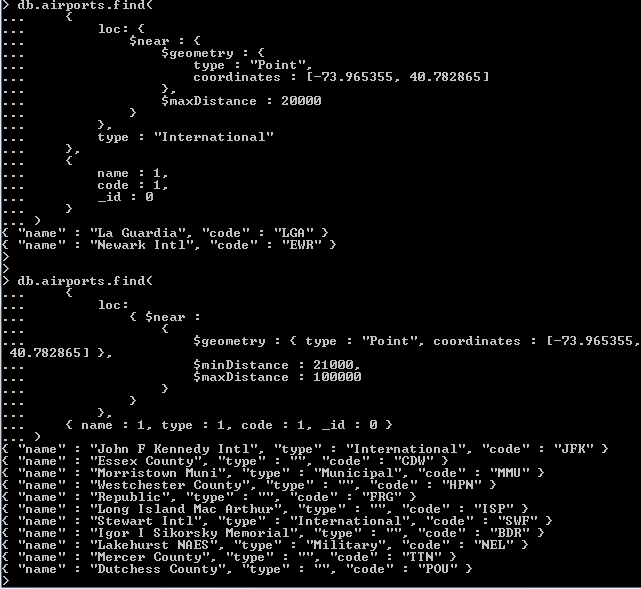 > db.airports.find(
...     {
...         loc: {
...             $near : {
...                 $geometry : {
...                     type : "Point",
...                     coordinates : [-73.965355, 40.782865]
...                 },
...                 $maxDistance : 20000
...             }
...         },
...         type : "International"
...     },
...     {
...         name : 1,
...         code : 1,
...         _id : 0
...     }
... )
{ "name" : "La Guardia", "code" : "LGA" }
{ "name" : "Newark Intl", "code" : "EWR" }
>
>
> db.airports.find(
...     {
...         loc:
...             { $near :
...                 {
...                     $geometry : { type : "Point", coordinates : [-73.965355,
40.782865] },
...                     $minDistance : 21000,
...                     $maxDistance : 100000
...                 }
...             }
...         },
...     { name : 1, type : 1, code : 1, _id : 0 }
... )
{ "name" : "John F Kennedy Intl", "type" : "International", "code" : "JFK" }
{ "name" : "Essex County", "type" : "", "code" : "CDW" }
{ "name" : "Morristown Muni", "type" : "Municipal", "code" : "MMU" }
{ "name" : "Westchester County", "type" : "", "code" : "HPN" }
{ "name" : "Republic", "type" : "", "code" : "FRG" }
{ "name" : "Long Island Mac Arthur", "type" : "", "code" : "ISP" }
{ "name" : "Stewart Intl", "type" : "International", "code" : "SWF" }
{ "name" : "Igor I Sikorsky Memorial", "type" : "", "code" : "BDR" }
{ "name" : "Lakehurst NAES", "type" : "Military", "code" : "NEL" }
{ "name" : "Mercer County", "type" : "", "code" : "TTN" }
{ "name" : "Dutchess County", "type" : "", "code" : "POU" }
>